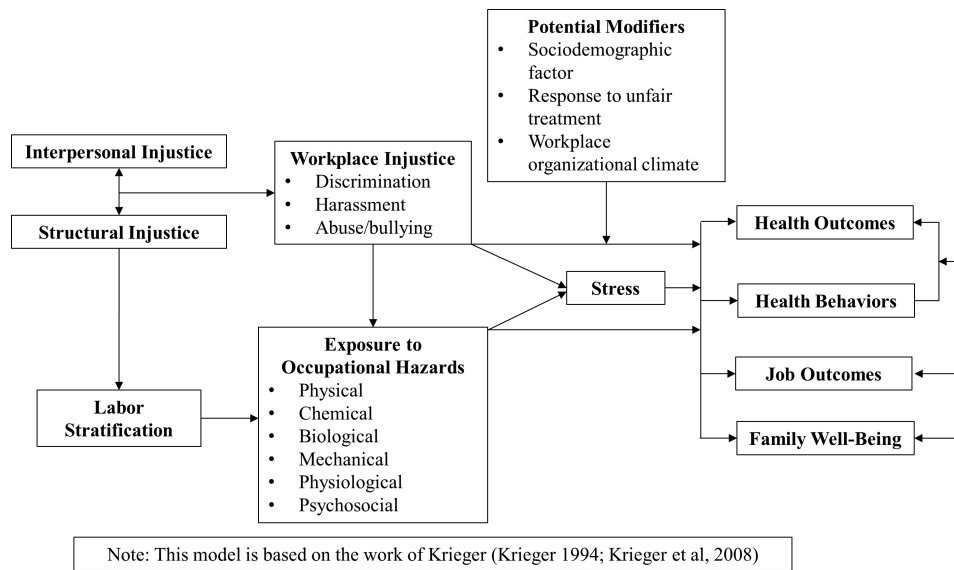 Potential Modifiers
• Sociodemographic
factor
• Response to unfair
treatment
• Workplace
organizational climate
Interpersonal Injustice
Structural Injustice
Workplace Injustice
• Discrimination
• Harassment
• Abuse/bullying
Stress
Health Outcomes
Health Behaviors
Job Outcomes
Family Well-Being
Labor
Stratification
Exposure to
Occupational Hazards
• Physical
• Chemical
• Biological
• Mechanical
• Physiological
• Psychosocial
Note: This model is based on the work of Krieger (Krieger 1994; Krieger et al, 2008)